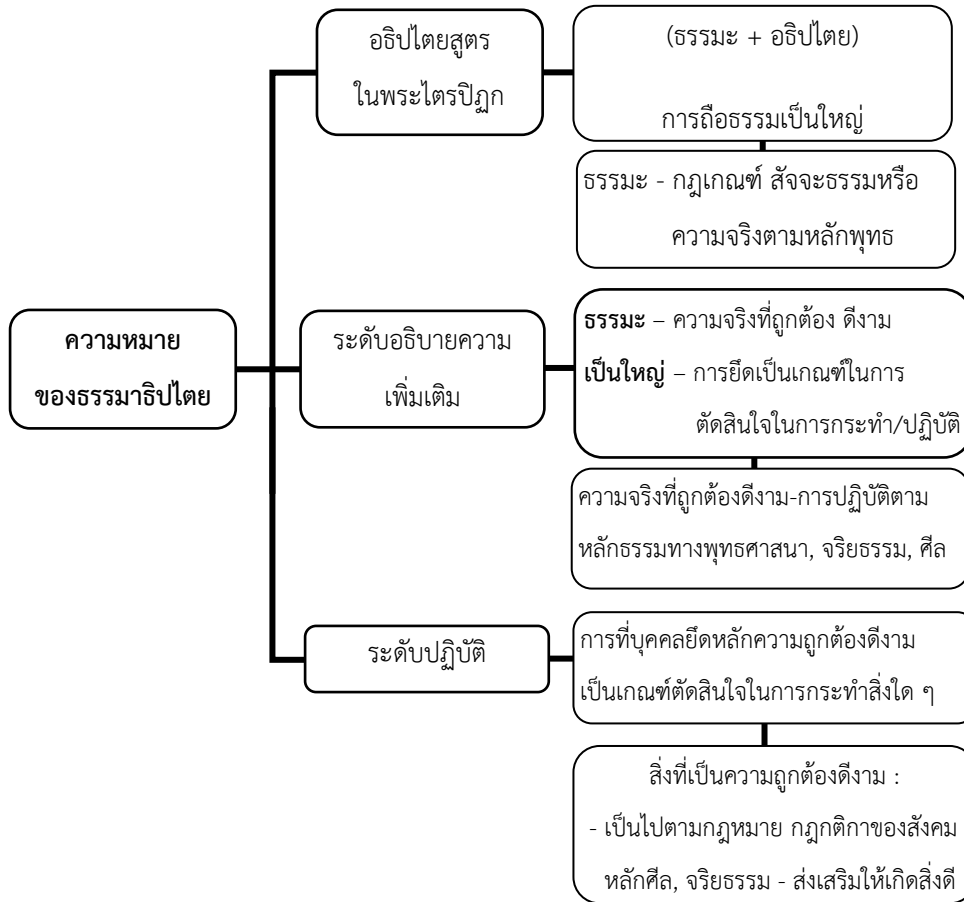 ความหมาย
ของธรรมาธิปไตย
อธิปไตยสูตร
ในพระไตรปิฏก
(ธรรมะ + อธิปไตย)
การถือธรรมเป็นใหญ่
ธรรมะ - กฎเกณฑ์ สัจจะธรรมหรือ
ความจริงตามหลักพุทธ
ระดับอธิบายความ
เพิ่มเติม
ธรรมะ – ความจริงที่ถูกต้อง ดีงาม
เป็นใหญ่ – การยึดเป็นเกณฑ์ในการ
ตัดสินใจในการกระทำ/ปฏิบัติ
ความจริงที่ถูกต้องดีงาม-การปฏิบัติตาม
หลักธรรมทางพุทธศาสนา, จริยธรรม, ศีล
ระดับปฏิบัติ
การที่บุคคลยึดหลักความถูกต้องดีงาม
เป็นเกณฑ์ตัดสินใจในการกระทำสิ่งใด ๆ
สิ่งที่เป็นความถูกต้องดีงาม :
- เป็นไปตามกฎหมาย กฎกติกาของสังคม
หลักศีล, จริยธรรม - ส่งเสริมให้เกิดสิ่งดี